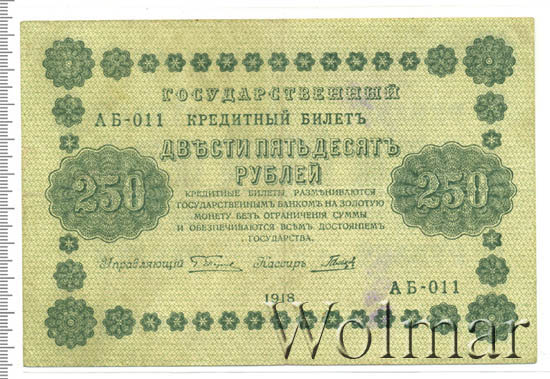 ГОСУДАРСТВЕННЫЙ
АБ-011 КРЕДИТНЫЙ БИЛЕТЪ
ДВѢСТИ ПЯТЬДЕСЯТЪ
РУБЛЕЙ
250 250
КРЕДИТНЫЕ БИЛЕТЫ РАЗМѢНИВАЮТСЯ
ГОСУДАРСТВЕННЫМЪ БАНКОМЪ НА ЗОЛОТУЮ
МОНЕТУ БЕЗЪ ОГРАНИЧЕНІЯ СУММЫ
И ОБЕЗПЕЧИВАЮТСЯ ВСѢМЪ ДОСТОЯНІЕМЪ
ГОСУДАРСТВА.
Управляющій Кассиръ
АБ-011
1918
Wolmar